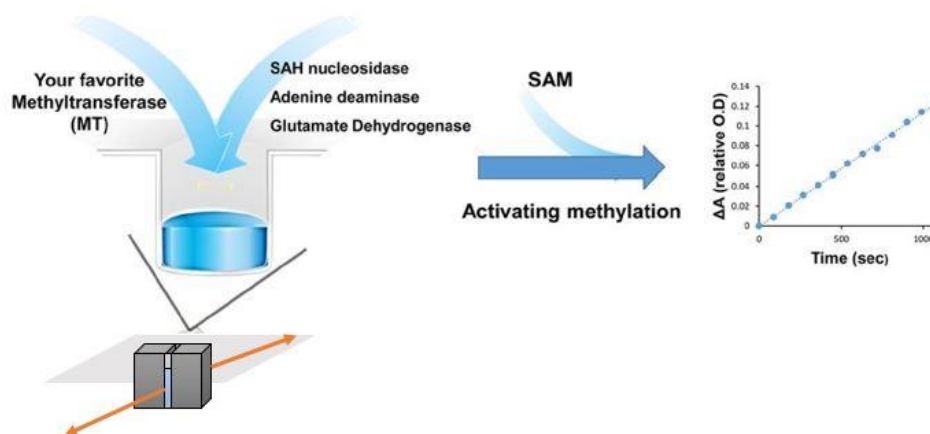 Your favorite
Methyltransferase
(MT)
SAH nucleosidase
Adenine deaminase
Glutamate Dehydrogenase
SAM
Activating methylation
ΔA (relative O.D)
0.14
0.12
0.1
0.08
0.06
0.04
0.02
0
0
500
1000
Time (sec)